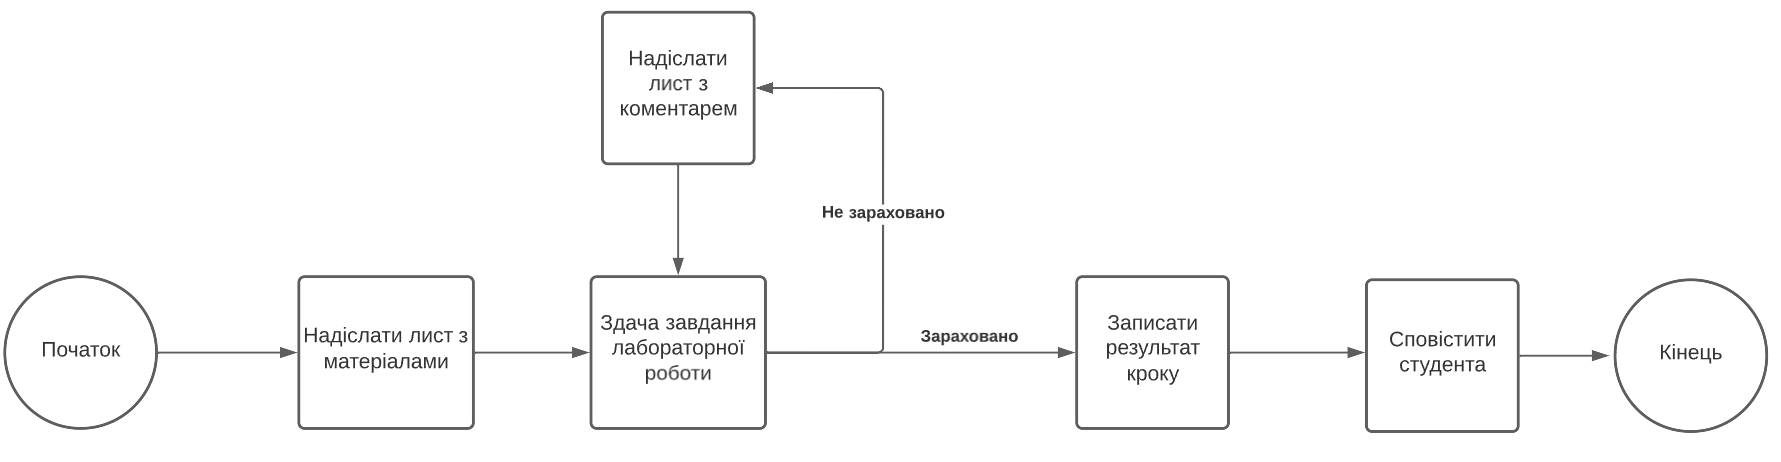 Надіслати
лист з
коментарем
Не зараховано
Початок
Надіслати лист з
матеріалами
Здача завдання
лабораторної
роботи
Зараховано
Записати
результат
кроку
Сповістити
студента
Кінець